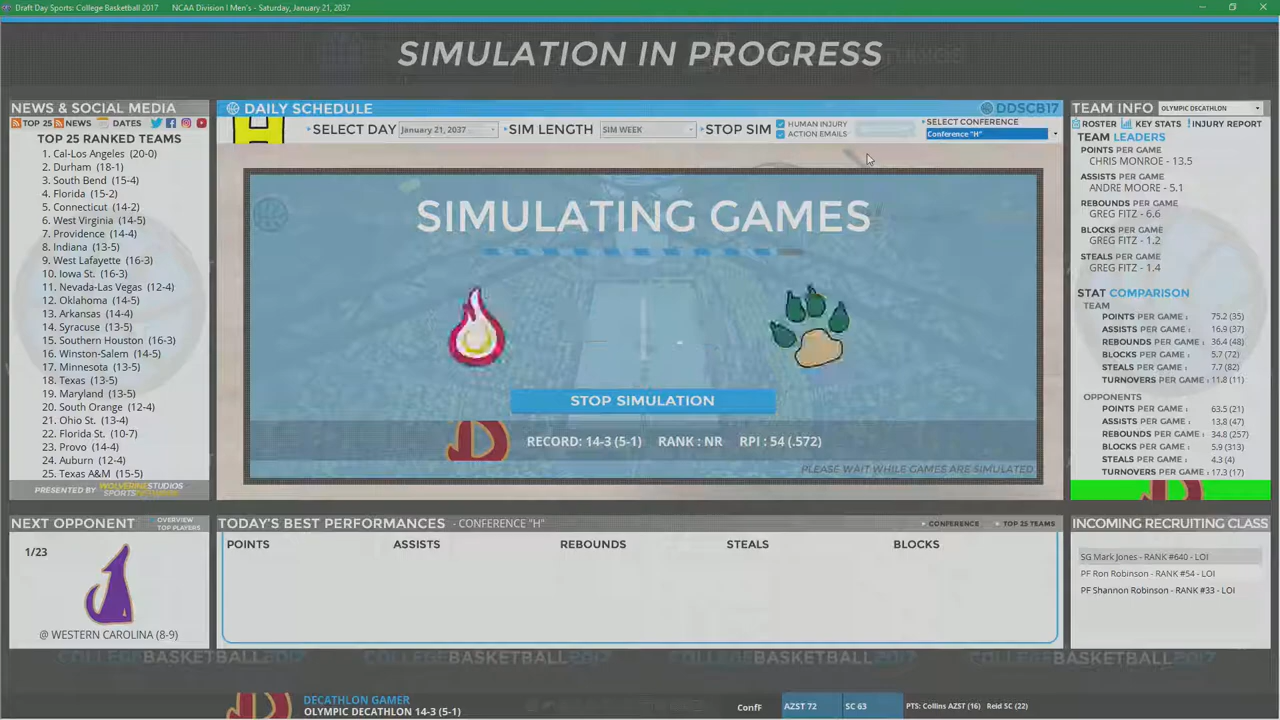 Draft Day Sports: College Basketball 2017 NCAA Division I Men's - Saturday, January 21, 2037
SIMULATION IN PROGRESS
NEWS & SOCIAL MEDIA
TOP 25 NEWS DATES
TOP 25 RANKED TEAMS
1. Cal-Los Angeles (20-0)
2. Durham (18-1)
3. South Bend (15-4)
4. Florida (15-2)
5. Connecticut (14-2)
6. West Virginia (14-5)
7. Providence (14-4)
8. Indiana (13-5)
9. West Lafayette (16-3)
10. Iowa St. (16-3)
11. Nevada-Las Vegas (12-4)
12. Oklahoma (14-5)
13. Arkansas (14-4)
14. Syracuse (13-5)
15. Southern Houston (16-3)
16. Winston-Salem (14-5)
17. Minnesota (13-5)
18. Texas (13-5)
19. Maryland (13-5)
20. South Orange (12-4)
21. Ohio St. (13-4)
22. Florida St. (10-7)
23. Provo (14-4)
24. Auburn (12-4)
25. Texas A&M (15-5)
PRESENTED BY WOLVERINE STUDIOS SPORTS NETWORK
DAILY SCHEDULE DDSCB17
SELECT DAY January 21, 2037 SIM LENGTH SIM WEEK STOP SIM HUMAN INJURY
ACTION EMAILS
SELECT CONFERENCE
Conference "H"
SIMULATING GAMES
STOP SIMULATION
RECORD: 14-3 (5-1) RANK : NR RPI : 54 (.572)
PLEASE WAIT WHILE GAMES ARE SIMULATED
TEAM INFO OLYMPIC DECATHLON
ROSTER KEY STATS INJURY REPORT
TEAM LEADERS
POINTS PER GAME
CHRIS MONROE - 13.5
ASSISTS PER GAME
ANDRE MOORE - 5.1
REBOUNDS PER GAME
GREG FITZ - 6.6
BLOCKS PER GAME
GREG FITZ - 1.2
STEALS PER GAME
GREG FITZ - 1.4
STAT COMPARISON
TEAM
POINTS PER GAME : 75.2 (35)
ASSISTS PER GAME : 16.9 (37)
REBOUNDS PER GAME : 36.4 (48)
BLOCKS PER GAME : 5.7 (72)
STEALS PER GAME : 7.7 (82)
TURNOVERS PER GAME : 11.8 (11)
OPPONENTS
POINTS PER GAME : 63.5 (21)
ASSISTS PER GAME : 13.8 (47)
REBOUNDS PER GAME : 34.8 (257)
BLOCKS PER GAME : 5.9 (313)
STEALS PER GAME : 4.3 (4)
TURNOVERS PER GAME : 17.3 (17)
NEXT OPPONENT OVERVIEW
TOP PLAYERS
1/23
@ WESTERN CAROLINA (8-9)
TODAY'S BEST PERFORMANCES - CONFERENCE "H" CONFERENCE TOP 25 TEAMS
POINTS ASSISTS REBOUNDS STEALS BLOCKS
INCOMING RECRUITING CLASS
SG Mark Jones - RANK #640 - LOI
PF Ron Robinson - RANK #54 - LOI
PF Shannon Robinson - RANK #33 - LOI
COLLEGEBASKETBALL2017 COLLEGEBASKETBALL2017 COLLEGEBASKETBALL2017 COLLEGEBASKETBALL2017
DECATHLON GAMER
OLYMPIC DECATHLON 14-3 (5-1)
ConfF AZST 72 SC 63 PTS: Collins AZST (16) Reid SC (22)